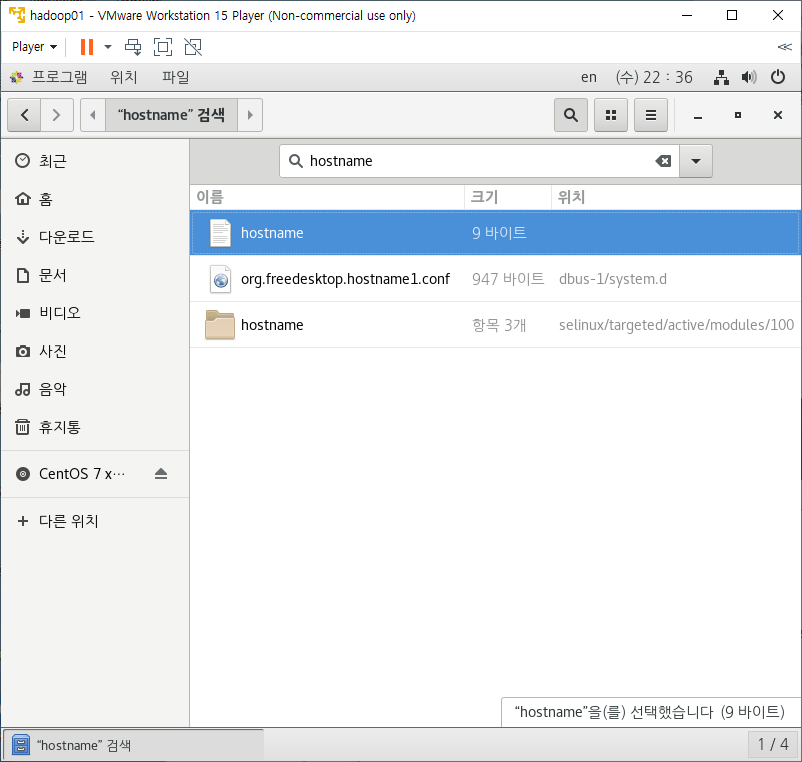 hadoop01 - VMware Workstation 15 Player (Non-commercial use only)
Player
프로그램 위치 파일 en (수) 22 : 36
“hostname” 검색
hostname
최근
홈
다운로드
문서
비디오
사진
음악
휴지통
CentOS 7 x…
다른 위치
이름 크기 위치
hostname 9 바이트
org.freedesktop.hostname1.conf 947 바이트 dbus-1/system.d
hostname 항목 3개 selinux/targeted/active/modules/100
“hostname”을(를) 선택했습니다 (9 바이트)
“hostname” 검색 1 / 4